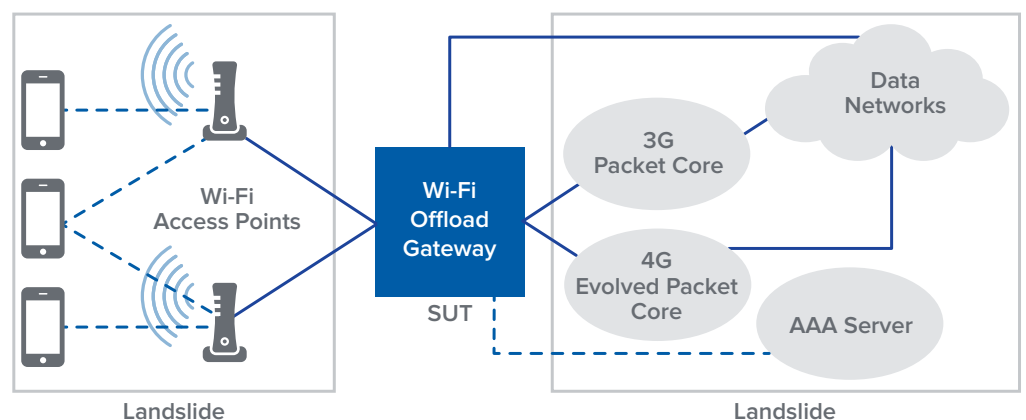 Wi-Fi
Access Points
Landslide
Wi-Fi
Offload
Gateway
SUT
Data
Networks
3G
Packet Core
4G
Evolved Packet
Core
AAA Server
Landslide